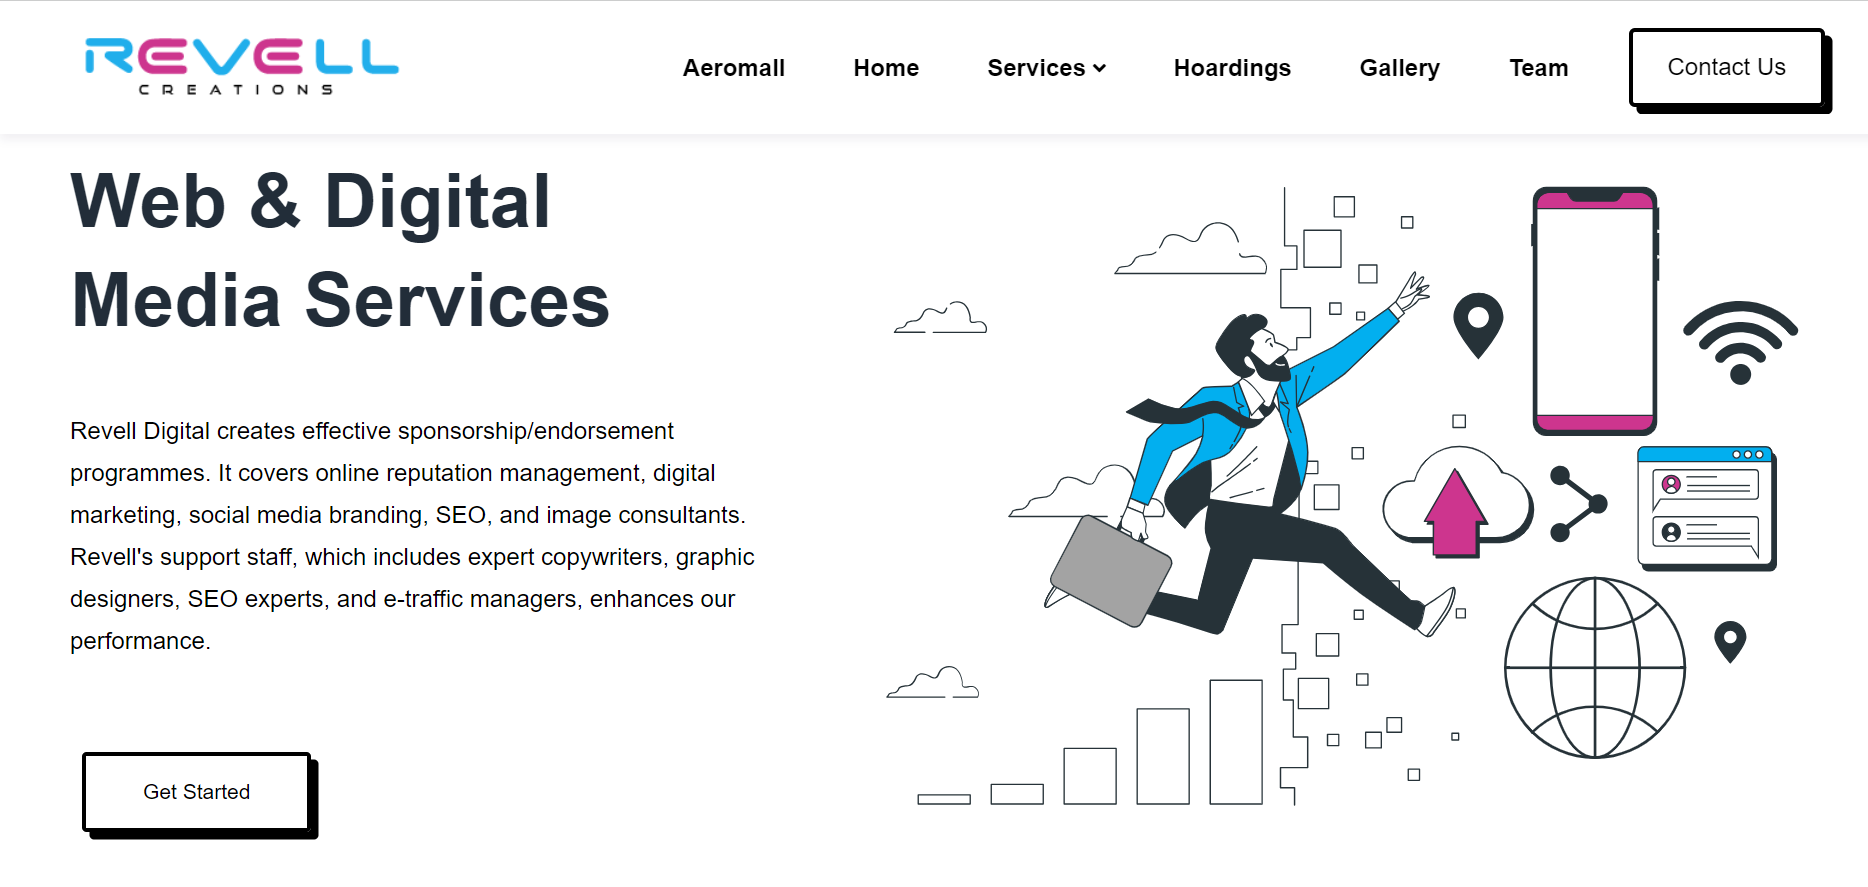 REVELL
CREATIONS
Aeromall Home Services Hoardings Gallery Team Contact Us
Web & Digital
Media Services
Revell Digital creates effective sponsorship/endorsement
programmes. It covers online reputation management, digital
marketing, social media branding, SEO, and image consultants.
Revell's support staff, which includes expert copywriters, graphic
designers, SEO experts, and e-traffic managers, enhances our
performance.
Get Started